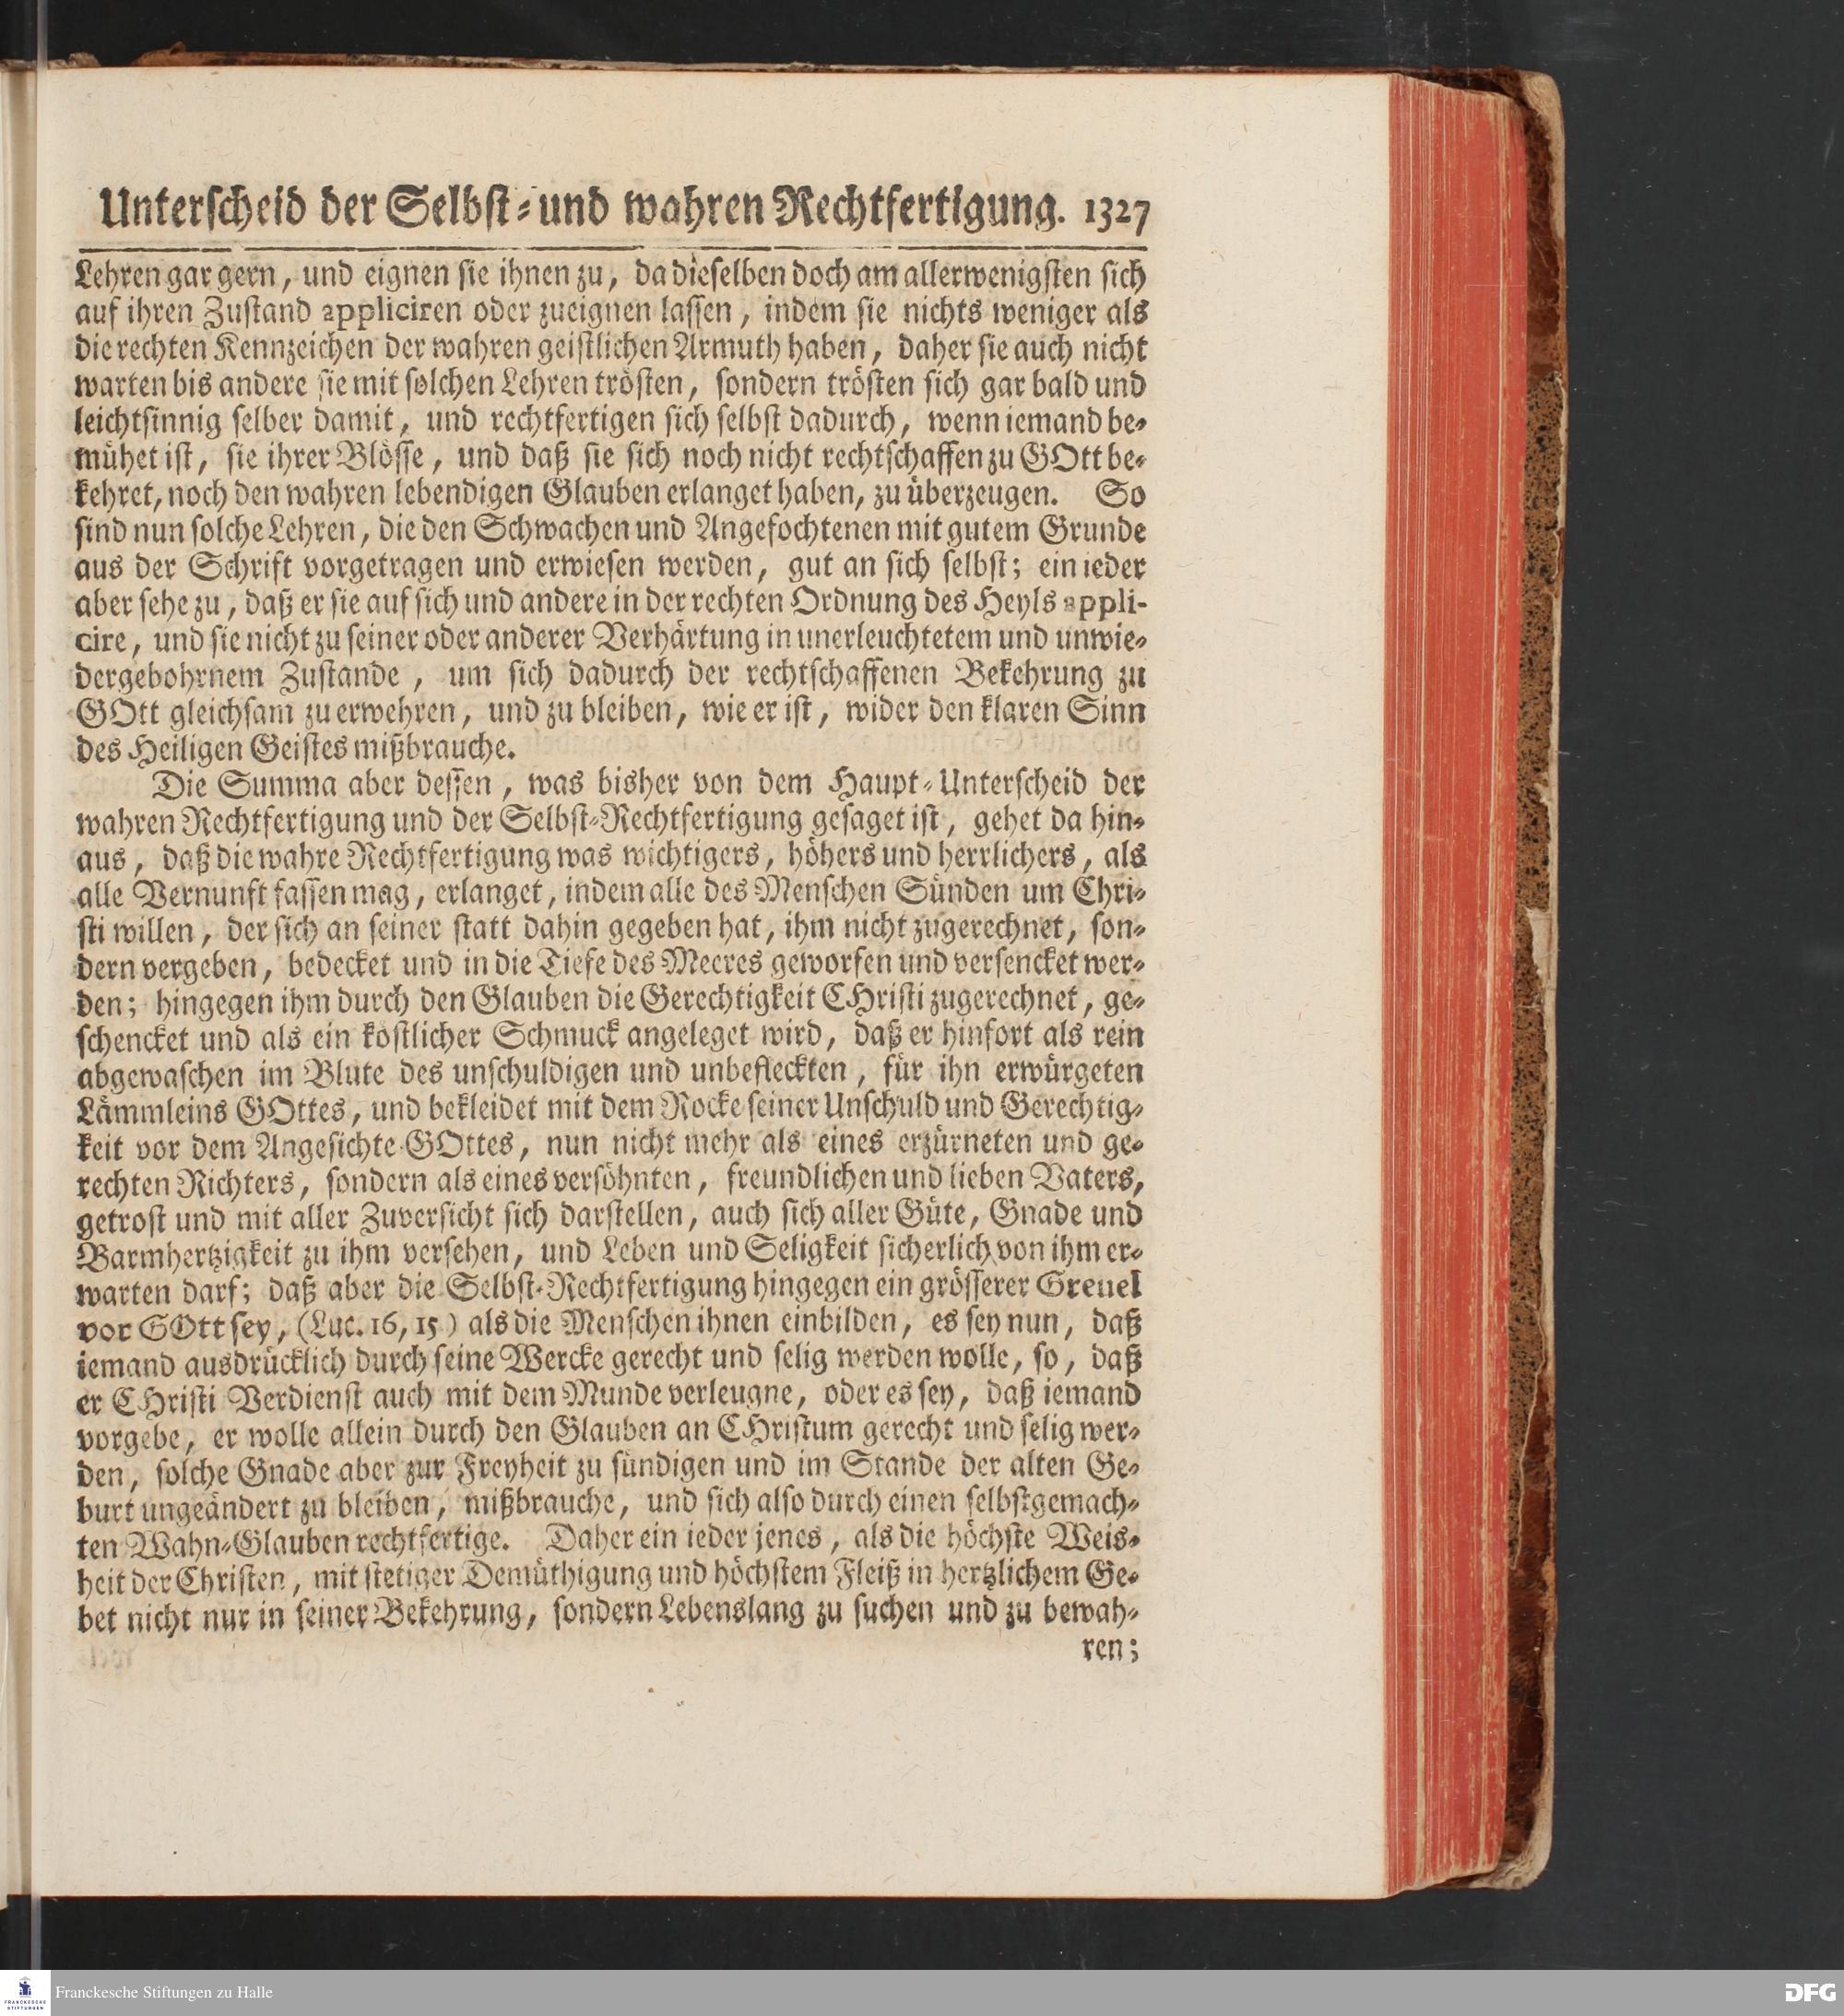 Unterscheid der Selbst- und wahren Rechtfertigung. 1327
Lehren gar gern, und eignen sie ihnen zu, da dieselben doch am allerwenigsten sich
auf ihren Zustand appliciren oder zueignen lassen, indem sie nichts weniger als
die rechten Kennzeichen der wahren geistlichen Armuth haben, daher sie auch nicht
warten bis andere sie mit solchen Lehren trösten, sondern trösten sich gar bald und
leichtsinnig selber damit, und rechtfertigen sich selbst dadurch, wenn iemand be-
mühet ist, sie ihrer Blösse, und daß sie sich noch nicht rechtschaffen zu GOtt be-
kehret, noch den wahren lebendigen Glauben erlanget haben, zu überzeugen. So
sind nun solche Lehren, die den Schwachen und Angefochtenen mit gutem Grunde
aus der Schrift vorgetragen und erwiesen werden, gut an sich selbst; ein ieder
aber sehe zu, daß er sie auf sich und andere in der rechten Ordnung des Heyls appli-
cire, und sie nicht zu seiner oder anderer Verhärtung in unerleuchtetem und unwie-
dergebohrnem Zustande, um sich dadurch der rechtschaffenen Bekehrung zu
GOtt gleichsam zu erwehren, und zu bleiben, wie er ist, wider den klaren Sinn
des Heiligen Geistes mißbrauche.
Die Summa aber dessen, was bisher von dem Haupt-Unterscheid der
wahren Rechtfertigung und der Selbst-Rechtfertigung gesaget ist, gehet da hin-
aus, daß die wahre Rechtfertigung was wichtigers, höhers und herrlichers, als
alle Vernunft fassen mag, erlanget, indem alle des Menschen Sünden um Chri-
sti willen, der sich an seiner statt dahin gegeben hat, ihm nicht zugerechnet, son-
dern vergeben, bedecket und in die Tiefe des Meeres geworfen und versencket wer-
den; hingegen ihm durch den Glauben die Gerechtigkeit CHristi zugerechnet, ge-
schencket und als ein köstlicher Schmuck angeleget wird, daß er hinfort als rein
abgewaschen im Blute des unschuldigen und unbefleckten, für ihn erwürgeten
Lämmleins GOttes, und bekleidet mit dem Rocke seiner Unschuld und Gerechtig-
keit vor dem Angesichte GOttes, nun nicht mehr als eines erzürneten und ge-
rechten Richters, sondern als eines versöhnten, freundlichen und lieben Vaters,
getrost und mit aller Zuversicht sich darstellen, auch sich aller Güte, Gnade und
Barmhertzigkeit zu ihm versehen, und Leben und Seligkeit sicherlich von ihm er-
warten darf; daß aber die Selbst-Rechtfertigung hingegen ein grösserer Greuel
vor GOtt sey, (Luc. 16, 15) als die Menschen ihnen einbilden, es sey nun, daß
iemand ausdrücklich durch seine Wercke gerecht und selig werden wolle, so, daß
er CHristi Verdienst auch mit dem Munde verleugne, oder es sey, daß iemand
vorgebe, er wolle allein durch den Glauben an CHristum gerecht und selig wer-
den, solche Gnade aber zur Freyheit zu sündigen und im Stande der alten Ge-
burt ungeändert zu bleiben, mißbrauche, und sich also durch einen selbstgemach-
ten Wahn-Glauben rechtfertige. Daher ein ieder jenes, als die höchste Weis-
heit der Christen, mit stetiger Demüthigung und höchstem Fleiß in hertzlichem Ge-
bet nicht nur in seiner Bekehrung, sondern Lebenslang zu suchen und zu bewah-
ren;
FRANCKESCHE STIFTUNGEN
Franckesche Stiftungen zu Halle
DFG